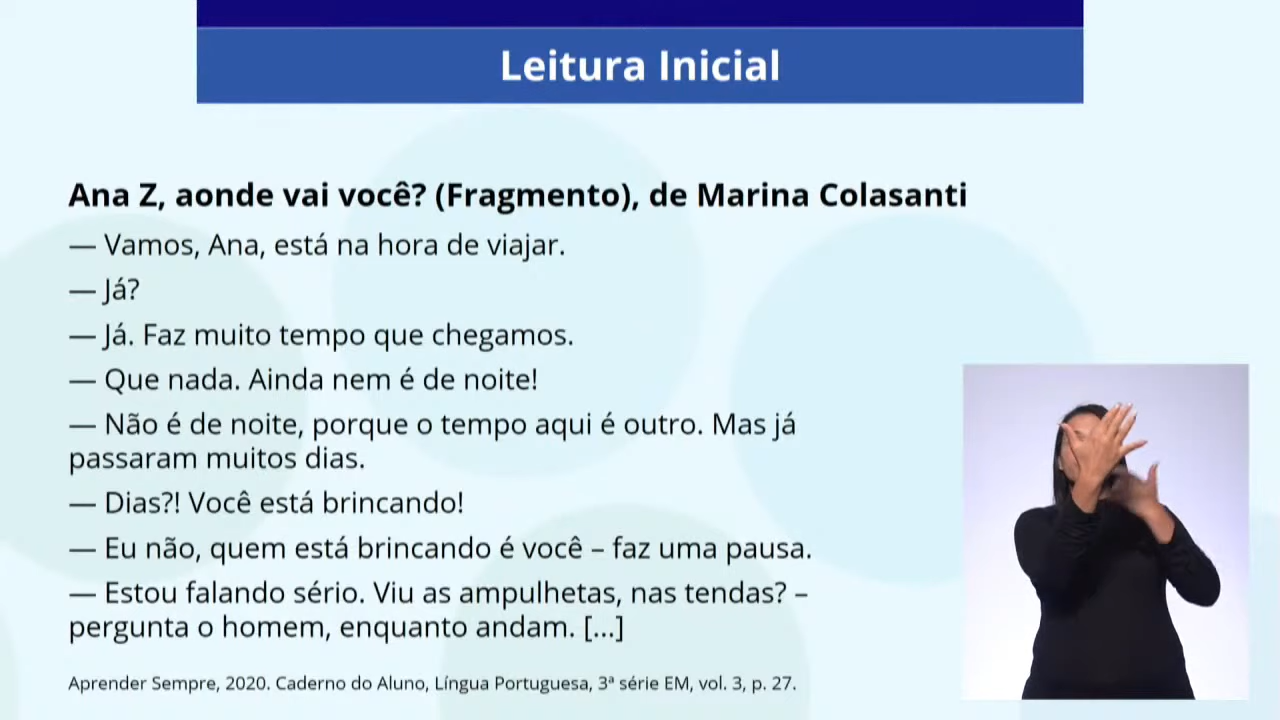 Leitura Inicial
Ana Z, aonde vai você? (Fragmento), de Marina Colasanti
— Vamos, Ana, está na hora de viajar.
— Já?
— Já. Faz muito tempo que chegamos.
— Que nada. Ainda nem é de noite!
— Não é de noite, porque o tempo aqui é outro. Mas já
passaram muitos dias.
— Dias?! Você está brincando!
— Eu não, quem está brincando é você – faz uma pausa.
— Estou falando sério. Viu as ampulhetas, nas tendas? –
pergunta o homem, enquanto andam. [...]
Aprender Sempre, 2020. Caderno do Aluno, Língua Portuguesa, 3ª série EM, vol. 3, p. 27.